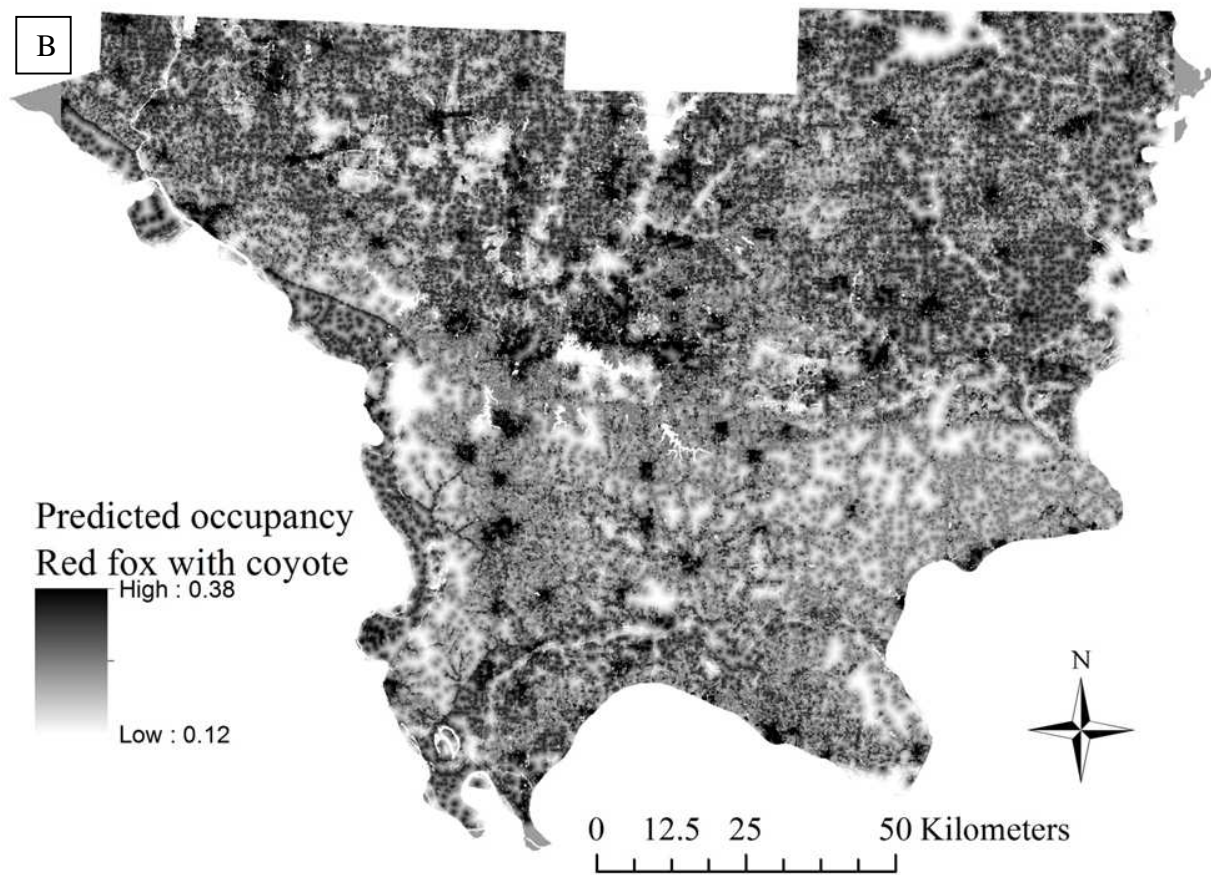 B
Predicted occupancy
Red fox with coyote
High : 0.38
Low : 0.12
N
0 12.5 25 50 Kilometers